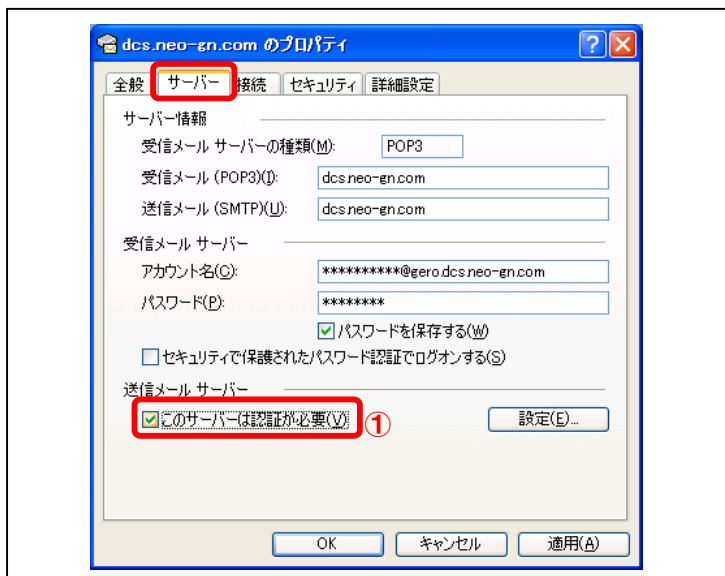 dcs.neo-gn.com のプロパティ
全般 サーバー 接続 セキュリティ 詳細設定
サーバー情報
受信メール サーバーの種類(M): POP3
受信メール (POP3)(I): dcs.neo-gn.com
送信メール (SMTP)(U): dcs.neo-gn.com
受信メール サーバー
アカウント名(C): **********@gero.dcs.neo-gn.com
パスワード(P): ********
パスワードを保存する(W)
セキュリティで保護されたパスワード認証でログオンする(S)
送信メール サーバー
このサーバーは認証が必要(V) ① 設定(E)...
OK キャンセル 適用(A)